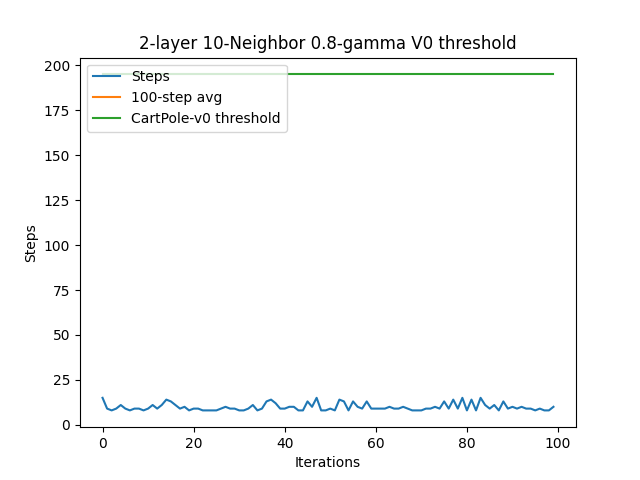 2-layer 10-Neighbor 0.8-gamma V0 threshold
200
175
150
125
100
75
50
25
0
Steps
Steps
100-step avg
CartPole-v0 threshold
0 20 40 60 80 100
Iterations